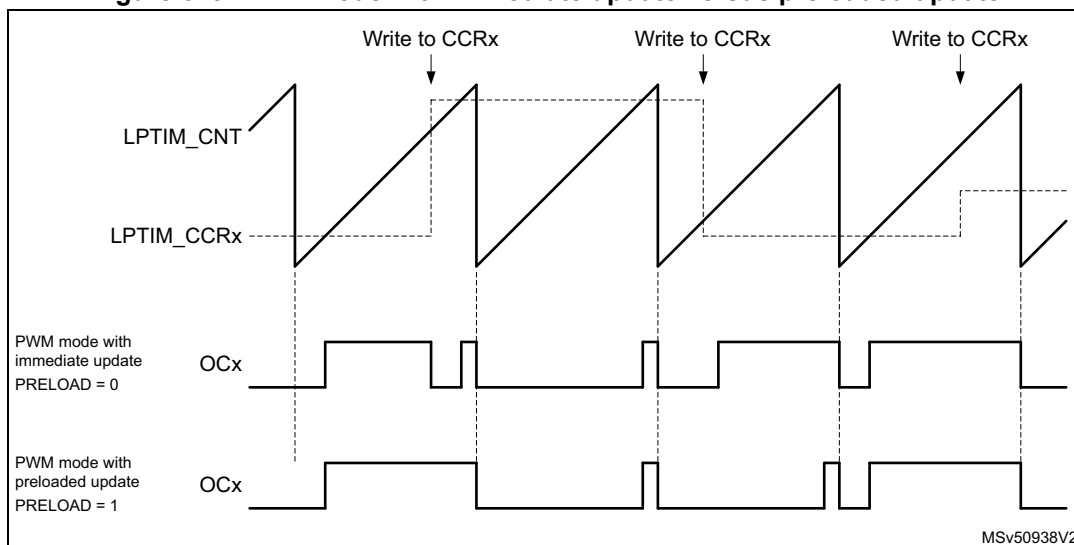 Write to CCRx Write to CCRx Write to CCRx
LPTIM_CNT
LPTIM_CCRx
PWM mode with
immediate update
PRELOAD = 0
OCx
PWM mode with
preloaded update
PRELOAD = 1
OCx
MSv50938V2